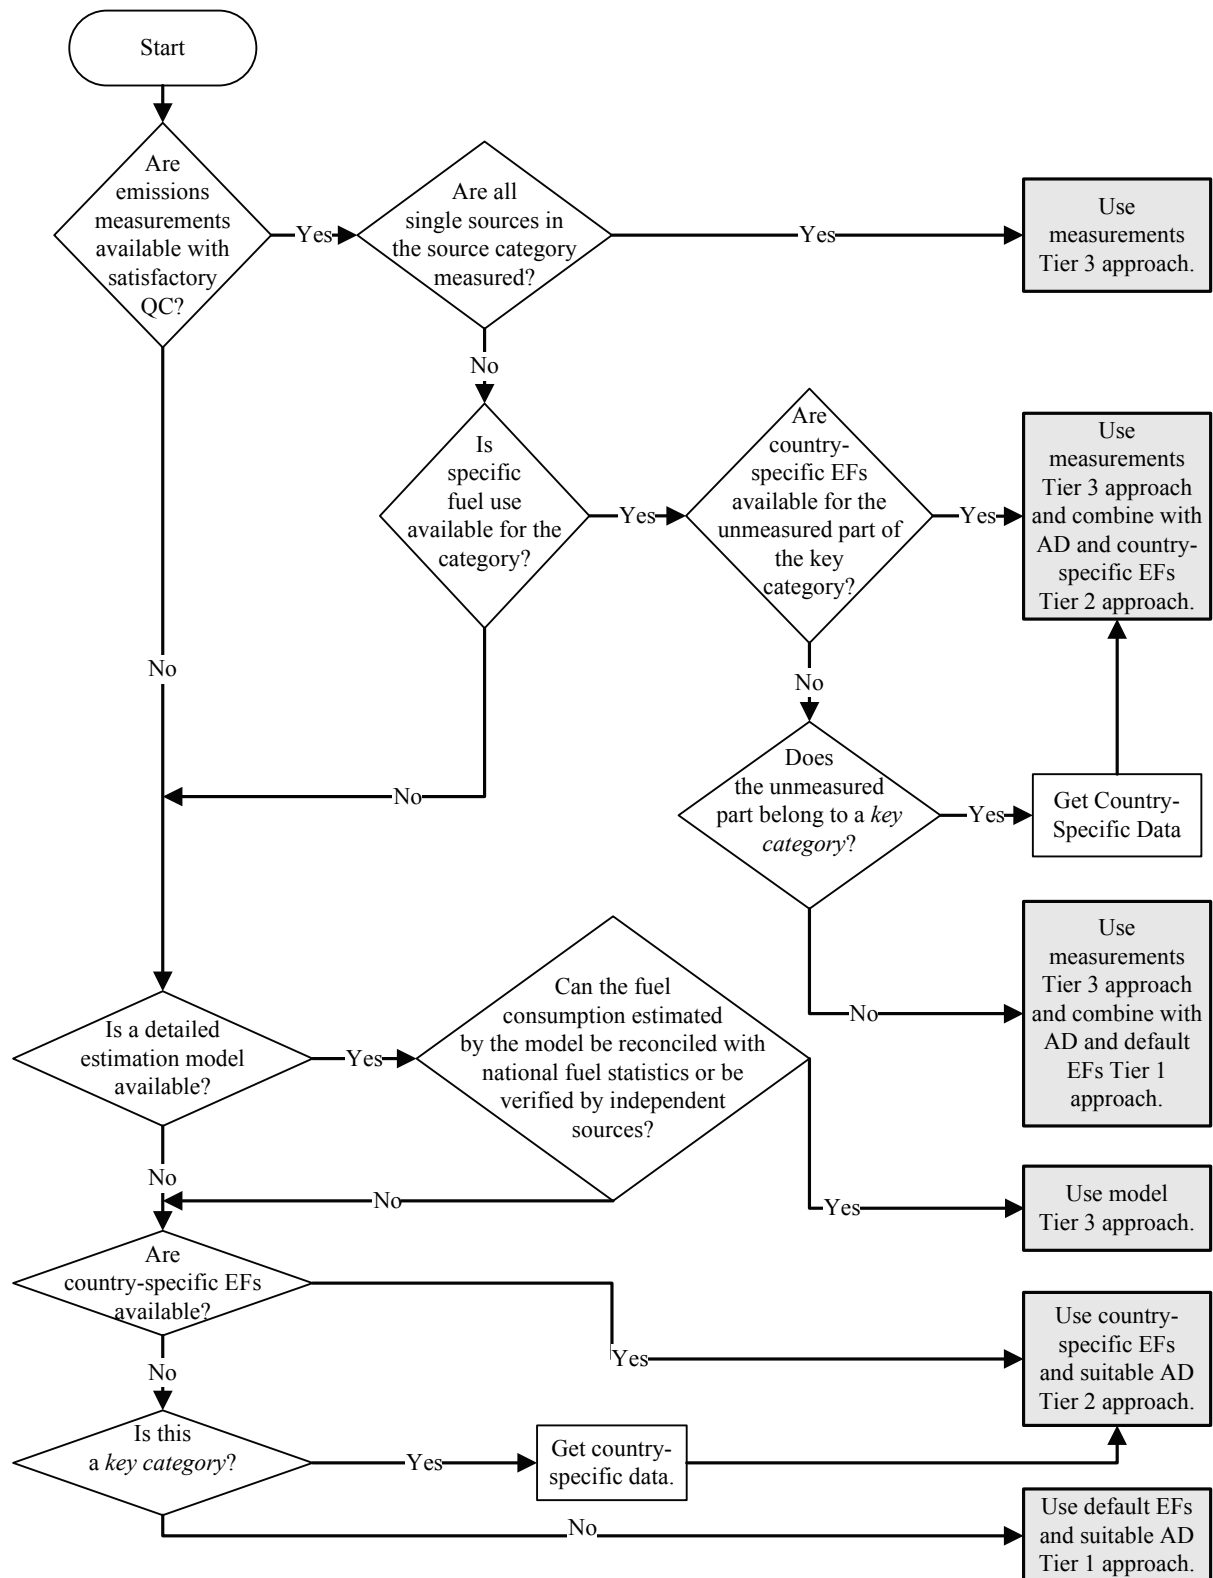 Start
Are
emissions
measurements
available with
satisfactory
QC?
Yes
Are all
single sources in
the source category
measured?
Yes
Use
measurements
Tier 3 approach.
No
Is
specific
fuel use
available for the
category?
Yes
Are
country-
specific EFs
available for the
unmeasured part of
the key
category?
Yes
Use
measurements
Tier 3 approach
and combine with
AD and country-
specific EFs
Tier 2 approach.
No
No
Does
the unmeasured
part belong to a key
category?
Yes
Get Country-
Specific Data
No
No
Use
measurements
Tier 3 approach
and combine with
AD and default
EFs Tier 1
approach.
Is a detailed
estimation model
available?
Yes
Can the fuel
consumption estimated
by the model be reconciled with
national fuel statistics or be
verified by independent
sources?
No
No
Yes
Use model
Tier 3 approach.
Are
country-specific EFs
available?
Yes
Use country-
specific EFs
and suitable AD
Tier 2 approach.
No
Is this
a key category?
Yes
Get country-
specific data.
No
Use default EFs
and suitable AD
Tier 1 approach.